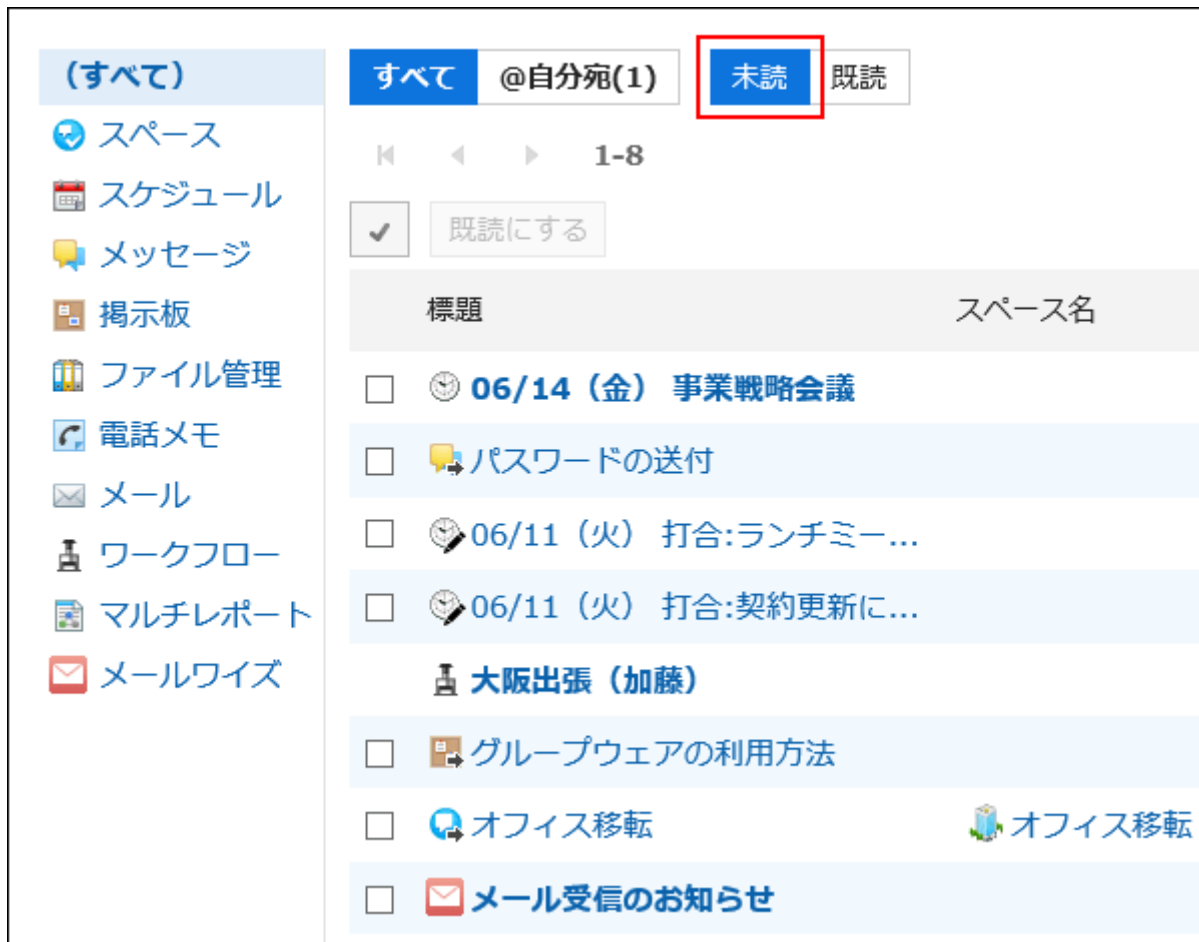 (すべて)
スペース
スケジュール
メッセージ
掲示板
ファイル管理
電話メモ
メール
ワークフロー
マルチレポート
メールワイズ
すべて @自分宛(1) 未読 既読
1-8
既読にする
標題 スペース名
06/14（金） 事業戦略会議
パスワードの送付
06/11（火） 打合:ランチミー...
06/11（火） 打合:契約更新に...
大阪出張（加藤）
グループウェアの利用方法
オフィス移転 オフィス移転
メール受信のお知らせ